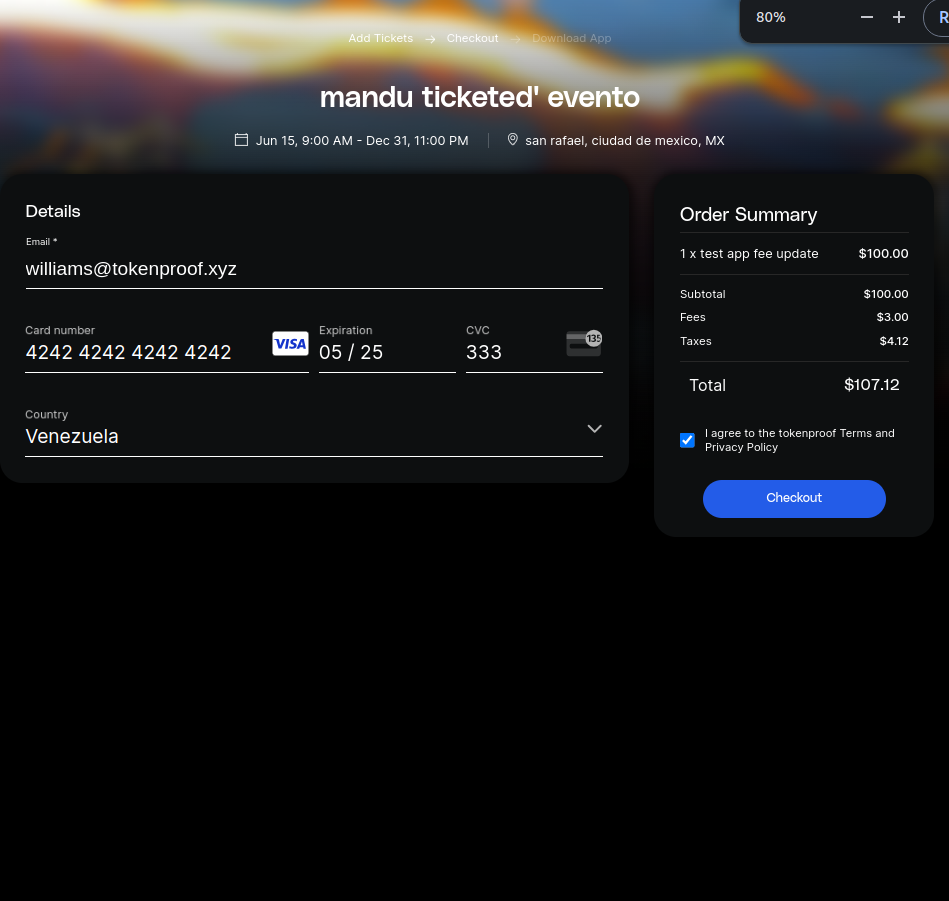 80%
R
Add Tickets → Checkout → Download App
mandu ticketed' evento
Jun 15, 9:00 AM - Dec 31, 11:00 PM
san rafael, ciudad de mexico, MX
Details
Email *
williams@tokenproof.xyz
Card number
4242 4242 4242 4242
VISA
Expiration
05 / 25
CVC
333
135
Country
Venezuela
Order Summary
1 x test app fee update $100.00
Subtotal $100.00
Fees $3.00
Taxes $4.12
Total $107.12
I agree to the tokenproof Terms and
Privacy Policy
Checkout